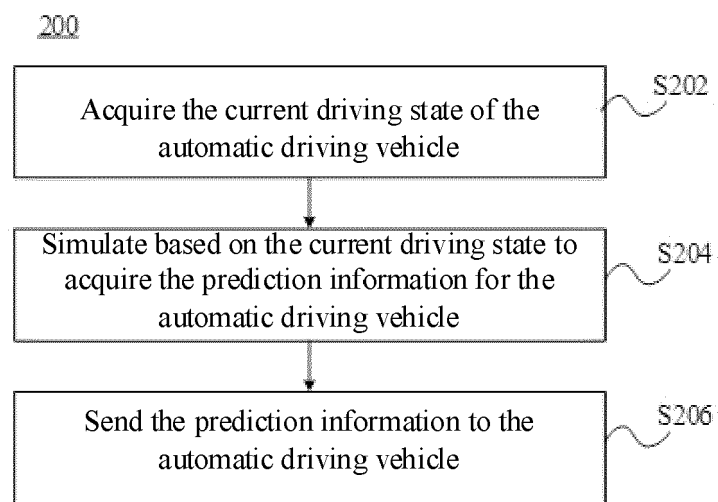 200
Acquire the current driving state of the
automatic driving vehicle
S202
Simulate based on the current driving state to
acquire the prediction information for the
automatic driving vehicle
S204
Send the prediction information to the
automatic driving vehicle
S206